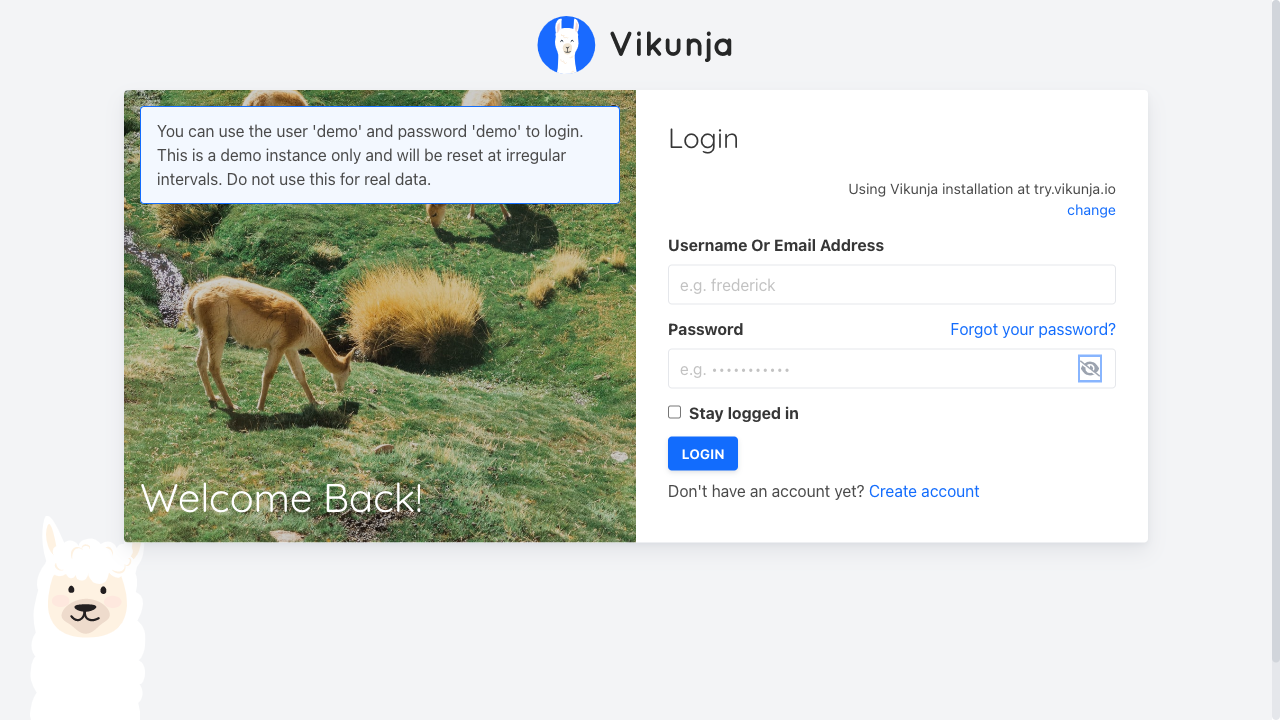 Vikunja
You can use the user 'demo' and password 'demo' to login.
This is a demo instance only and will be reset at irregular
intervals. Do not use this for real data.
Welcome Back!
Login
Using Vikunja installation at try.vikunja.io
change
Username Or Email Address
e.g. frederick
Password Forgot your password?
e.g. •••••••••••
Stay logged in
LOGIN
Don't have an account yet? Create account